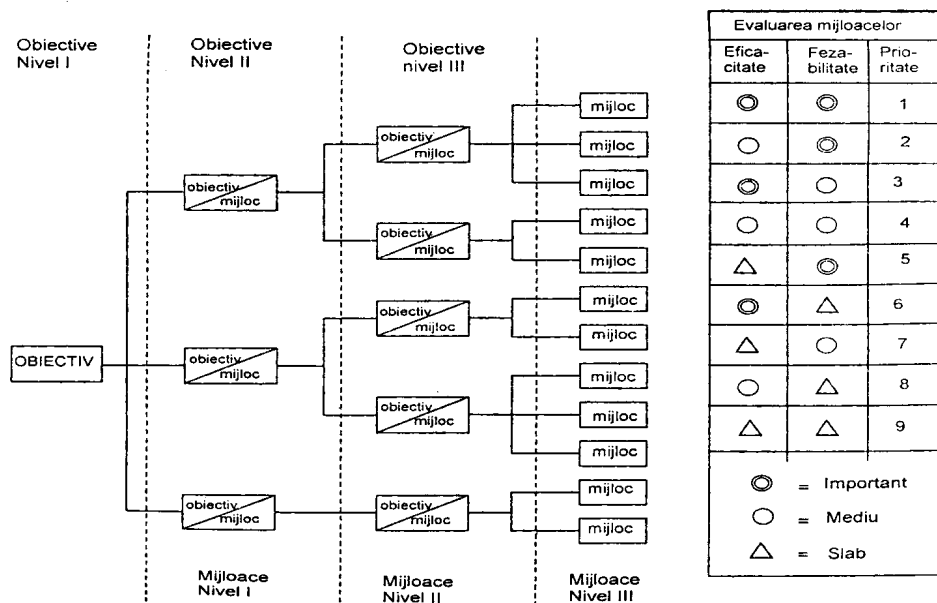 Obiective
Nivel I
Obiective
Nivel II
Obiective
nivel III
OBIECTIV
obiectiv
mijloc
obiectiv
mijloc
obiectiv
mijloc
obiectiv
mijloc
obiectiv
mijloc
obiectiv
mijloc
obiectiv
mijloc
obiectiv
mijloc
mijloc
mijloc
mijloc
mijloc
mijloc
mijloc
mijloc
mijloc
mijloc
mijloc
mijloc
mijloc
Mijloace
Nivel I
Mijloace
Nivel II
Mijloace
Nivel III
Evaluarea mijloacelor
Efica-
citate
Feza-
bilitate
Prio-
ritate
1
2
3
4
5
6
7
8
9
= Important
= Mediu
= Slab